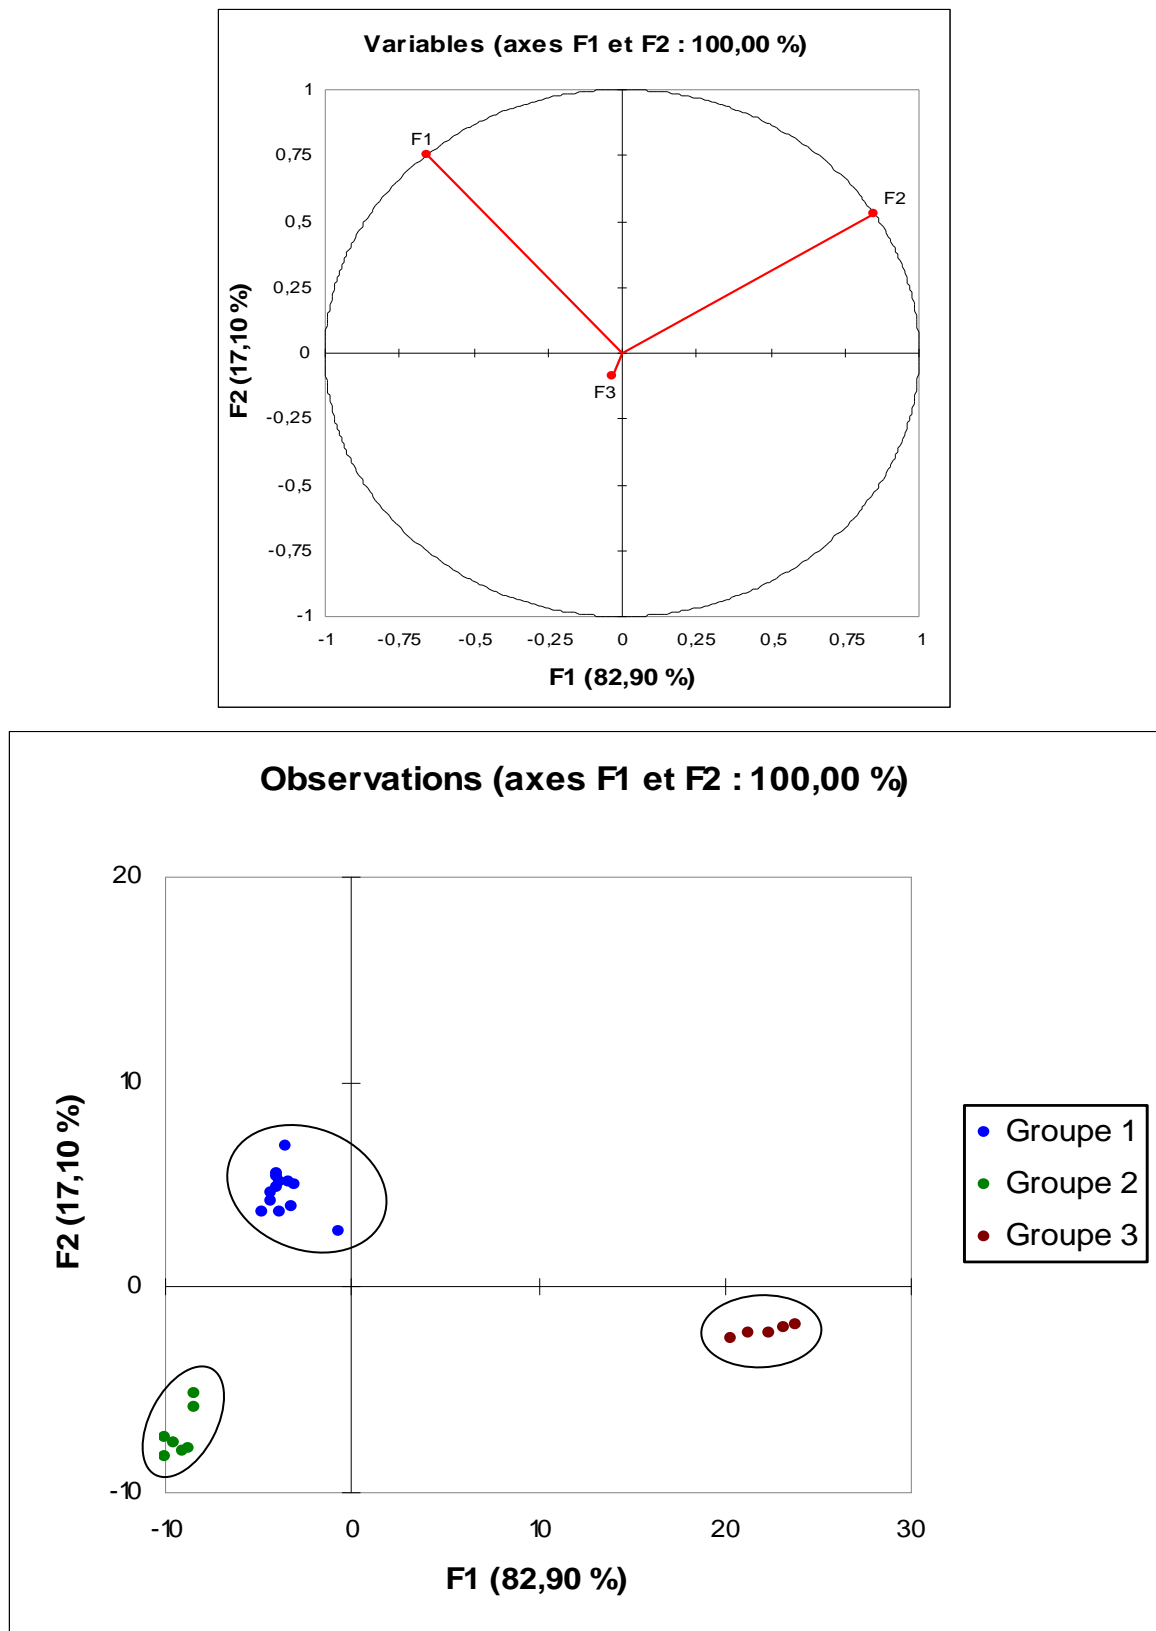 Variables (axes F1 et F2 : 100,00 %)
1
F1
0,75
F2
0,5
0,25
0
F3
-0,25
-0,5
-0,75
-1
F2 (17,10 %)
-1 -0,75 -0,5 -0,25 0 0,25 0,5 0,75 1
F1 (82,90 %)
Observations (axes F1 et F2 : 100,00 %)
20
10
0
-10
F2 (17,10 %)
-10 0 10 20 30
F1 (82,90 %)
Groupe 1
Groupe 2
Groupe 3